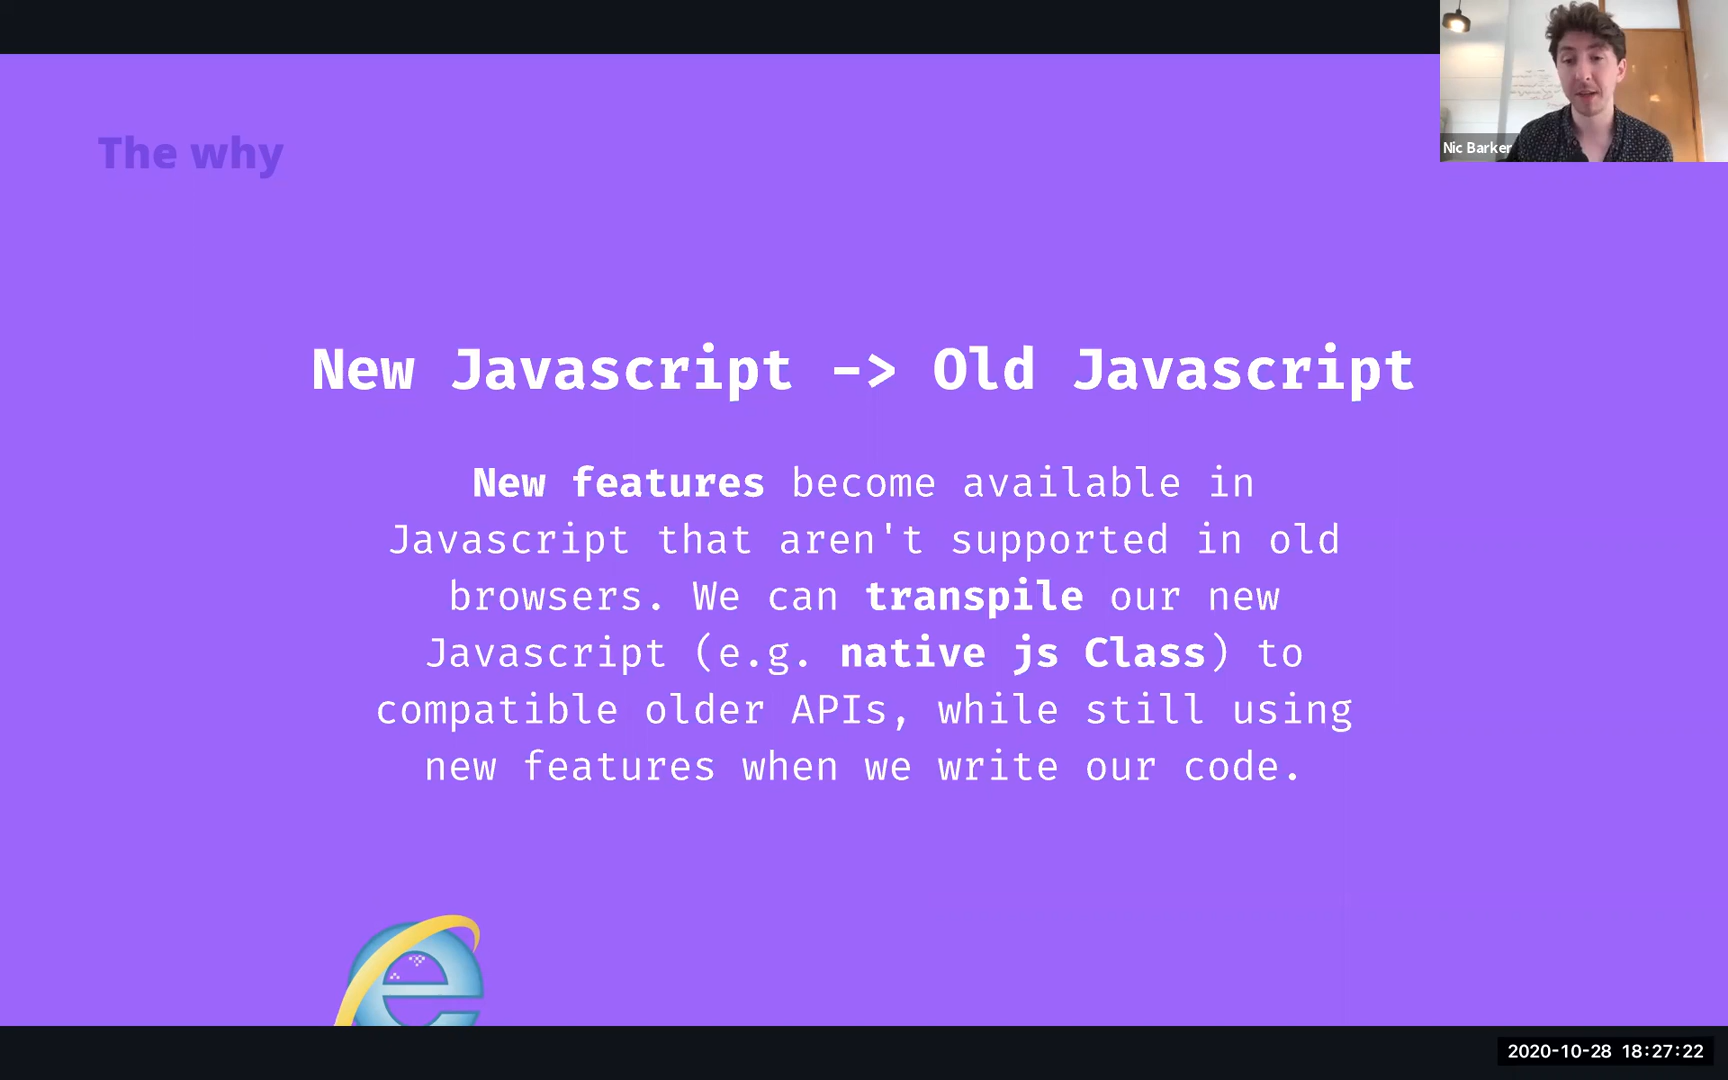 The why
Nic Barker
New Javascript -> Old Javascript
New features become available in
Javascript that aren't supported in old
browsers. We can transpile our new
Javascript (e.g. native js Class) to
compatible older APIs, while still using
new features when we write our code.
2020-10-28 18:27:22